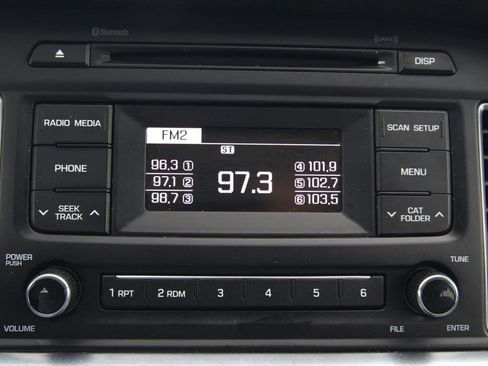 Bluetooth
((XM))
DISP
RADIO MEDIA
FM2
SCAN SETUP
ST
96.3 1
4 101.9
PHONE
97.1 2
97.3
5 102.7
MENU
98.7 3
6 103.5
SEEK
TRACK
CAT
FOLDER
POWER
PUSH
TUNE
1 RPT
2 RDM
3
4
5
6
VOLUME
FILE
ENTER